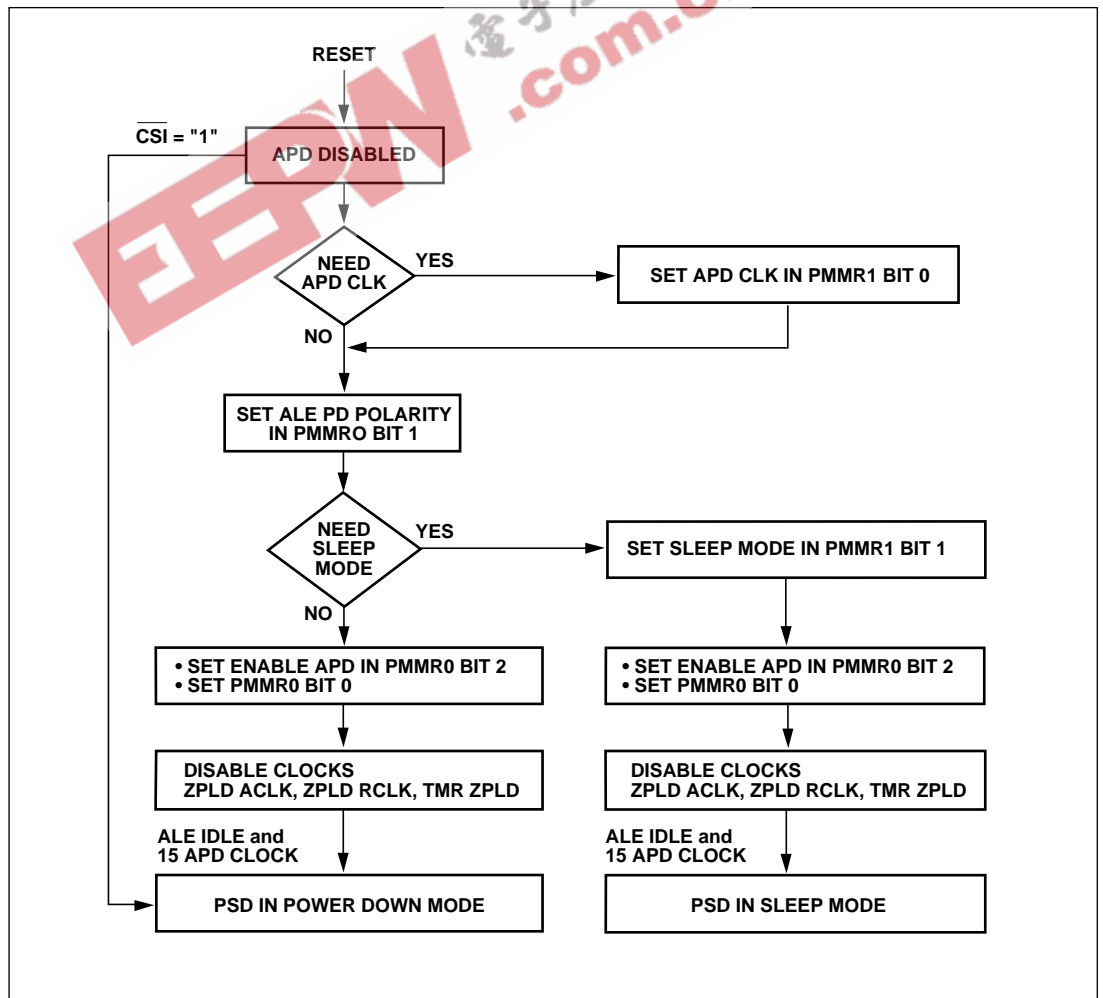 電子
.com.c
EEPW
RESET
CSI = "1"
APD DISABLED
NEED
APD CLK
YES
SET APD CLK IN PMMR1 BIT 0
NO
SET ALE PD POLARITY
IN PMMRO BIT 1
NEED
SLEEP
MODE
YES
SET SLEEP MODE IN PMMR1 BIT 1
NO
• SET ENABLE APD IN PMMR0 BIT 2
• SET PMMR0 BIT 0
• SET ENABLE APD IN PMMR0 BIT 2
• SET PMMR0 BIT 0
DISABLE CLOCKS
ZPLD ACLK, ZPLD RCLK, TMR ZPLD
DISABLE CLOCKS
ZPLD ACLK, ZPLD RCLK, TMR ZPLD
ALE IDLE and
15 APD CLOCK
ALE IDLE and
15 APD CLOCK
PSD IN POWER DOWN MODE
PSD IN SLEEP MODE